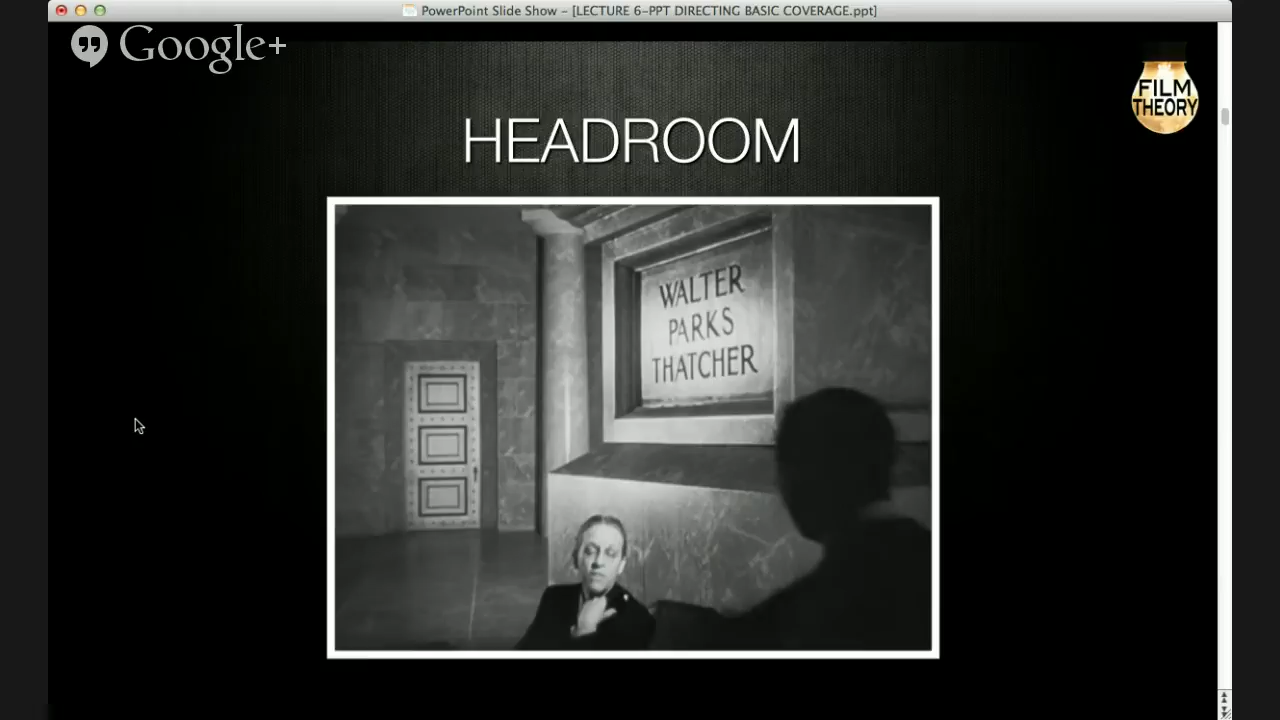 PowerPoint Slide Show – [LECTURE 6-PPT DIRECTING BASIC COVERAGE.ppt]
Google+
FILM
THEORY
HEADROOM
WALTER
PARKS
THATCHER